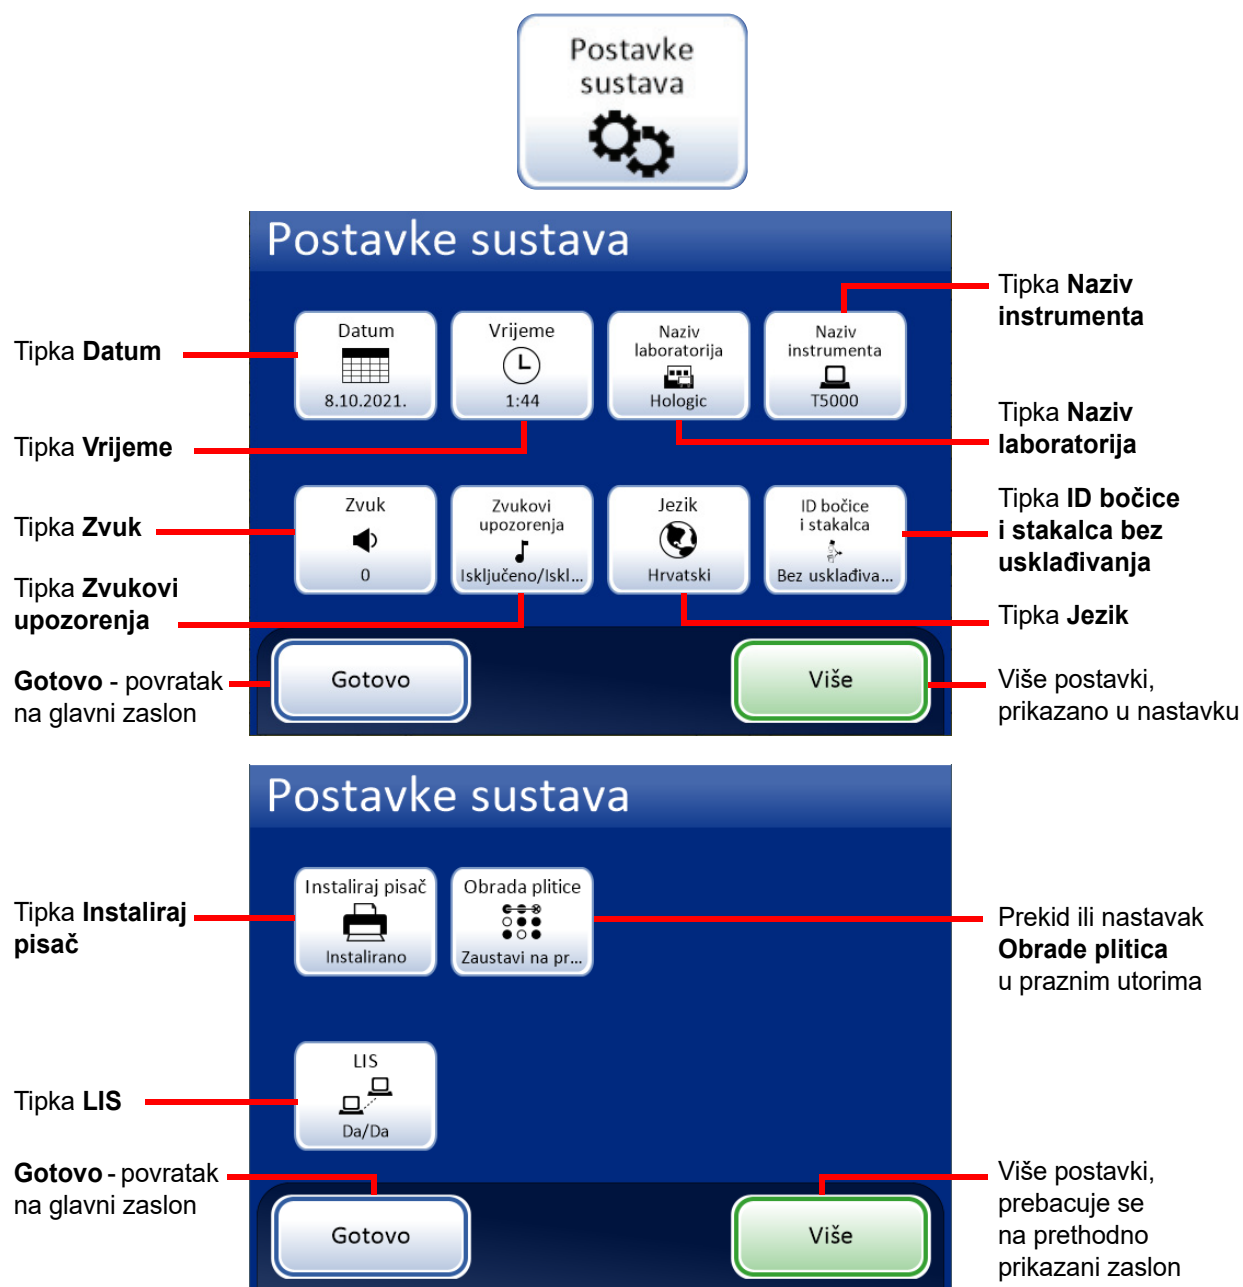 Postavke
sustava
Postavke sustava
Tipka Naziv
instrumenta
Tipka Datum
Datum
8.10.2021.
Vrijeme
1:44
Naziv
laboratorija
Hologic
Naziv
instrumenta
T5000
Tipka Naziv
laboratorija
Tipka Vrijeme
Tipka ID bočice
i stakalca bez
usklađivanja
Tipka Zvuk
Zvuk
0
Zvukovi
upozorenja
Isključeno/Iskl...
Jezik
Hrvatski
ID bočice
i stakalca
Bez usklađiva...
Tipka Zvukovi
upozorenja
Tipka Jezik
Gotovo - povratak
na glavni zaslon
Gotovo
Više
Više postavki,
prikazano u nastavku
Postavke sustava
Tipka Instaliraj
pisač
Instaliraj pisač
Instalirano
Obrada plitice
Zaustavi na pr...
Prekid ili nastavak
Obrade plitica
u praznim utorima
Tipka LIS
LIS
Da/Da
Gotovo - povratak
na glavni zaslon
Gotovo
Više
Više postavki,
prebacuje se
na prethodno
prikazani zaslon